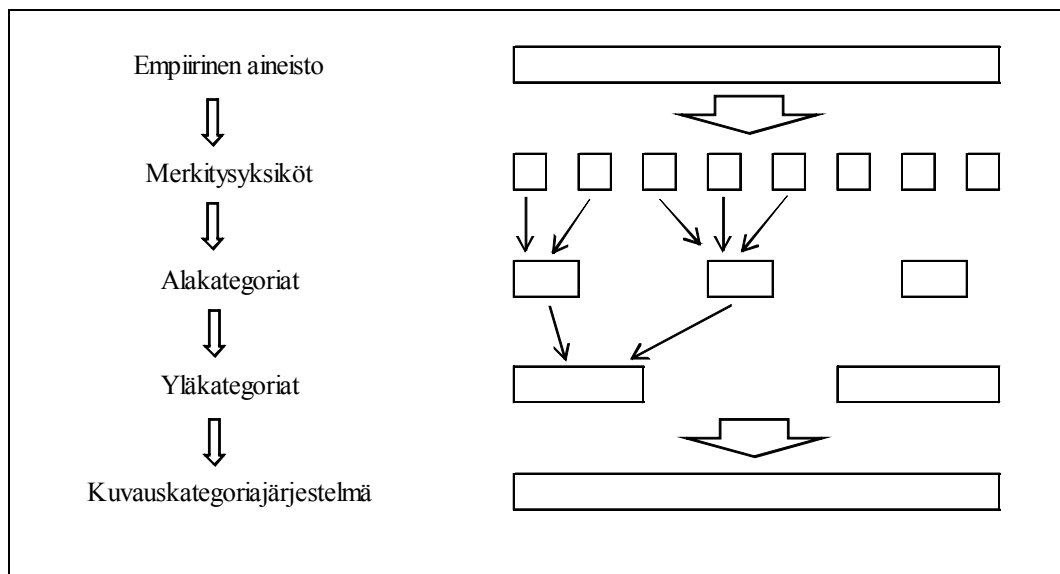 Empiirinen aineisto
Merkitysyksiköt
Alakategoriat
Yläkategoriat
Kuvauskategoriajärjestelmä